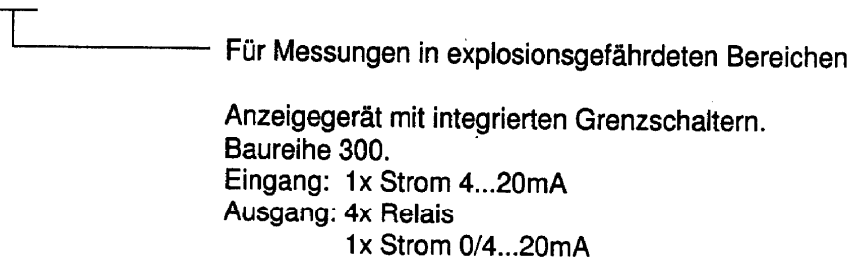 Für Messungen in explosionsgefährdeten Bereichen
Anzeigegerät mit integrierten Grenzschaltern.
Baureihe 300.
Eingang: 1x Strom 4...20mA
Ausgang: 4x Relais
1x Strom 0/4...20mA